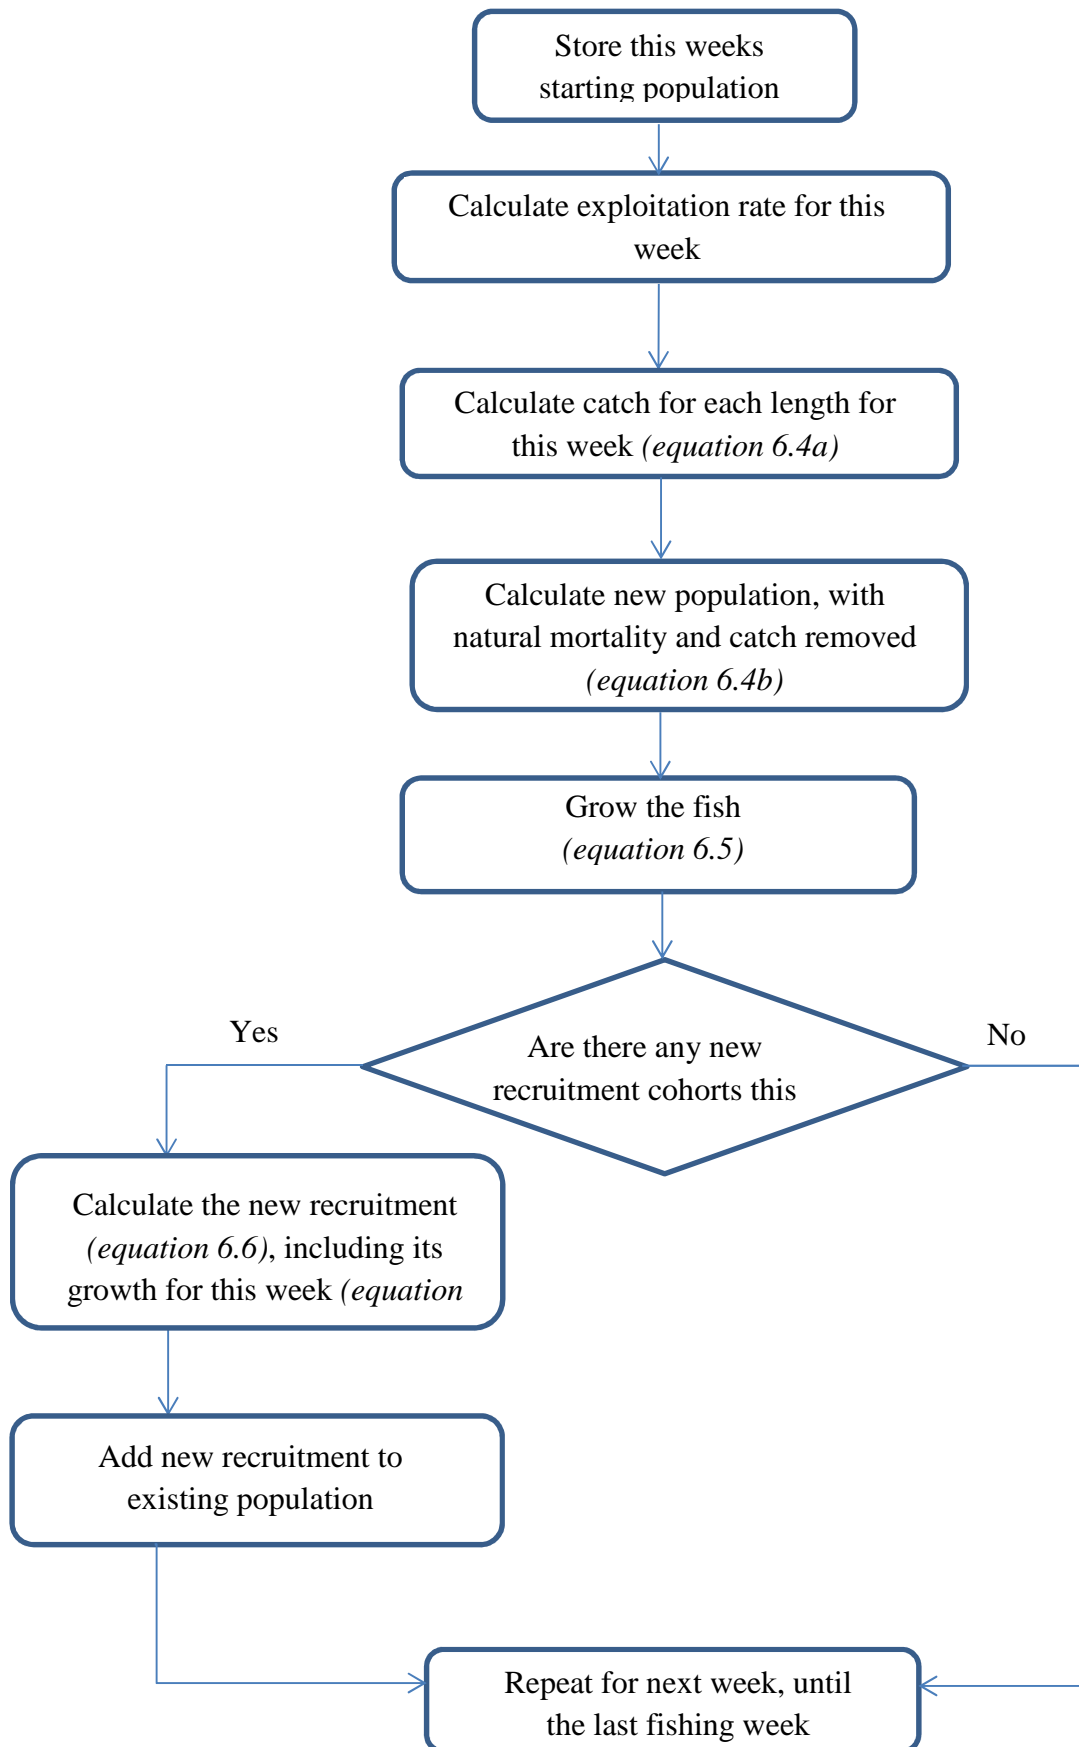 Store this weeks
starting population
Calculate exploitation rate for this
week
Calculate catch for each length for
this week (equation 6.4a)
Calculate new population, with
natural mortality and catch removed
(equation 6.4b)
Grow the fish
(equation 6.5)
Yes
No
Are there any new
recruitment cohorts this
Calculate the new recruitment
(equation 6.6), including its
growth for this week (equation
Add new recruitment to
existing population
Repeat for next week, until
the last fishing week